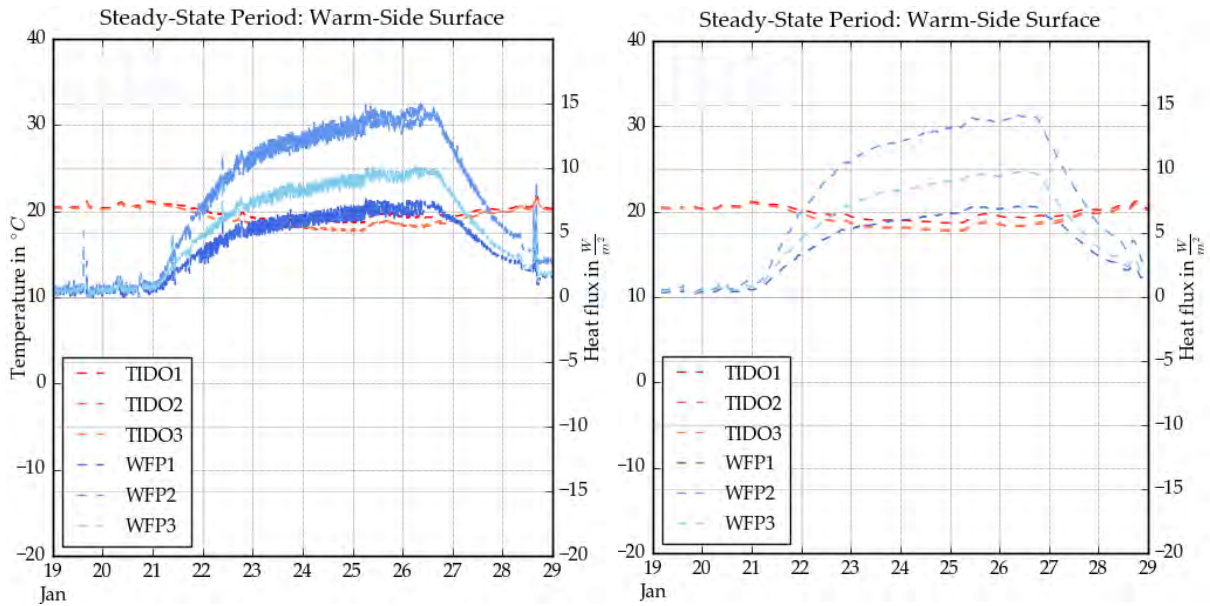 Steady-State Period: Warm-Side Surface
40
30
20
10
0
−10
−20
Temperature in °C
15
10
5
0
−5
−10
−15
−20
Heat flux in W/m²
TIDO1
TIDO2
TIDO3
WFP1
WFP2
WFP3
19 20 21 22 23 24 25 26 27 28 29
Jan
Steady-State Period: Warm-Side Surface
40
30
20
10
0
−10
−20
15
10
5
0
−5
−10
−15
−20
Heat flux in W/m²
TIDO1
TIDO2
TIDO3
WFP1
WFP2
WFP3
19 20 21 22 23 24 25 26 27 28 29
Jan